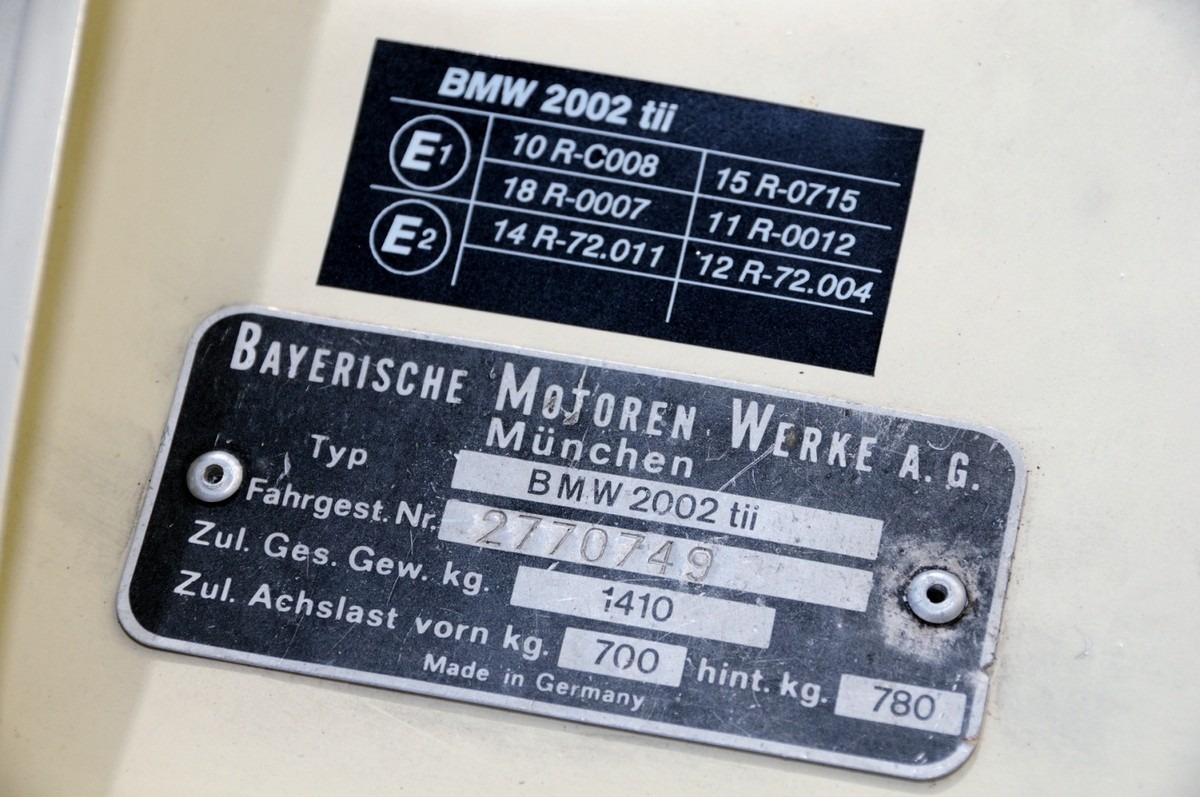 BMW 2002 tii
E1 10 R-C008 15 R-0715
18 R-0007 11 R-0012
E2 14 R-72.011 12 R-72.004
BAYERISCHE MOTOREN WERKE A.G.
München
Typ BMW 2002 tii
Fahrgest. Nr. 2770749
Zul. Ges. Gew. kg. 1410
Zul. Achslast vorn kg. 700 hint. kg. 780
Made in Germany